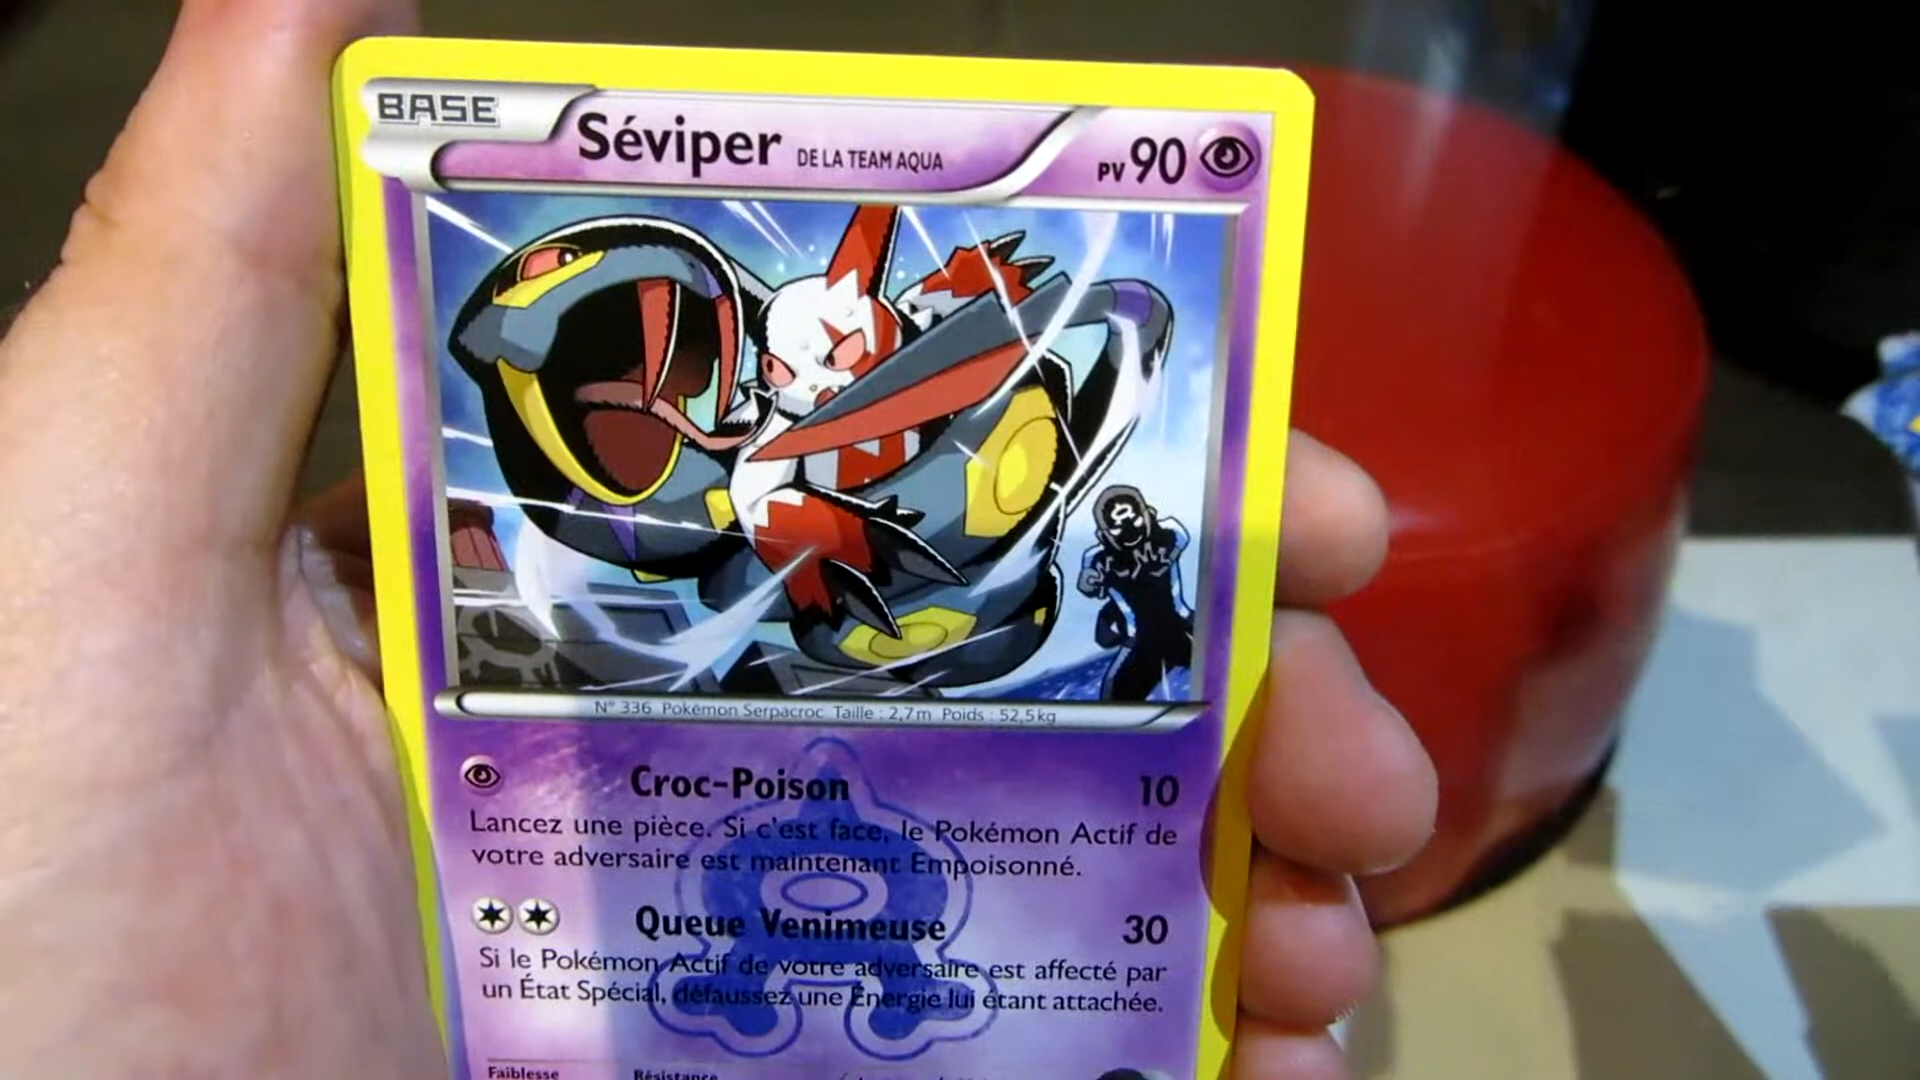 BASE
Séviper DE LA TEAM AQUA
PV 90
N° 336 Pokémon Serpacroc Taille : 2,7m Poids : 52,5kg
Croc-Poison 10
Lancez une pièce. Si c'est face, le Pokémon Actif de
votre adversaire est maintenant Empoisonné.
Queue Venimeuse 30
Si le Pokémon Actif de votre adversaire est affecté par
un État Spécial, défaussez une Énergie lui étant attachée.
Faiblesse Résistance